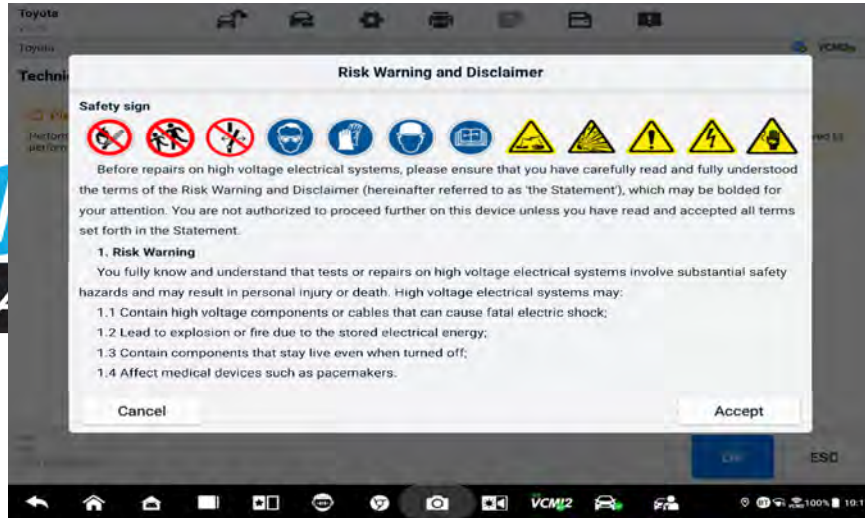 Toyota
Toyota
VCMI2
Techni
Risk Warning and Disclaimer
Safety sign
Before repairs on high voltage electrical systems, please ensure that you have carefully read and fully understood
the terms of the Risk Warning and Disclaimer (hereinafter referred to as 'the Statement'), which may be bolded for
your attention. You are not authorized to proceed further on this device unless you have read and accepted all terms
set forth in the Statement.
1. Risk Warning
You fully know and understand that tests or repairs on high voltage electrical systems involve substantial safety
hazards and may result in personal injury or death. High voltage electrical systems may:
1.1 Contain high voltage components or cables that can cause fatal electric shock;
1.2 Lead to explosion or fire due to the stored electrical energy;
1.3 Contain components that stay live even when turned off;
1.4 Affect medical devices such as pacemakers.
Cancel
Accept
OK
ESC
VCMI2
BT
100%
19:1